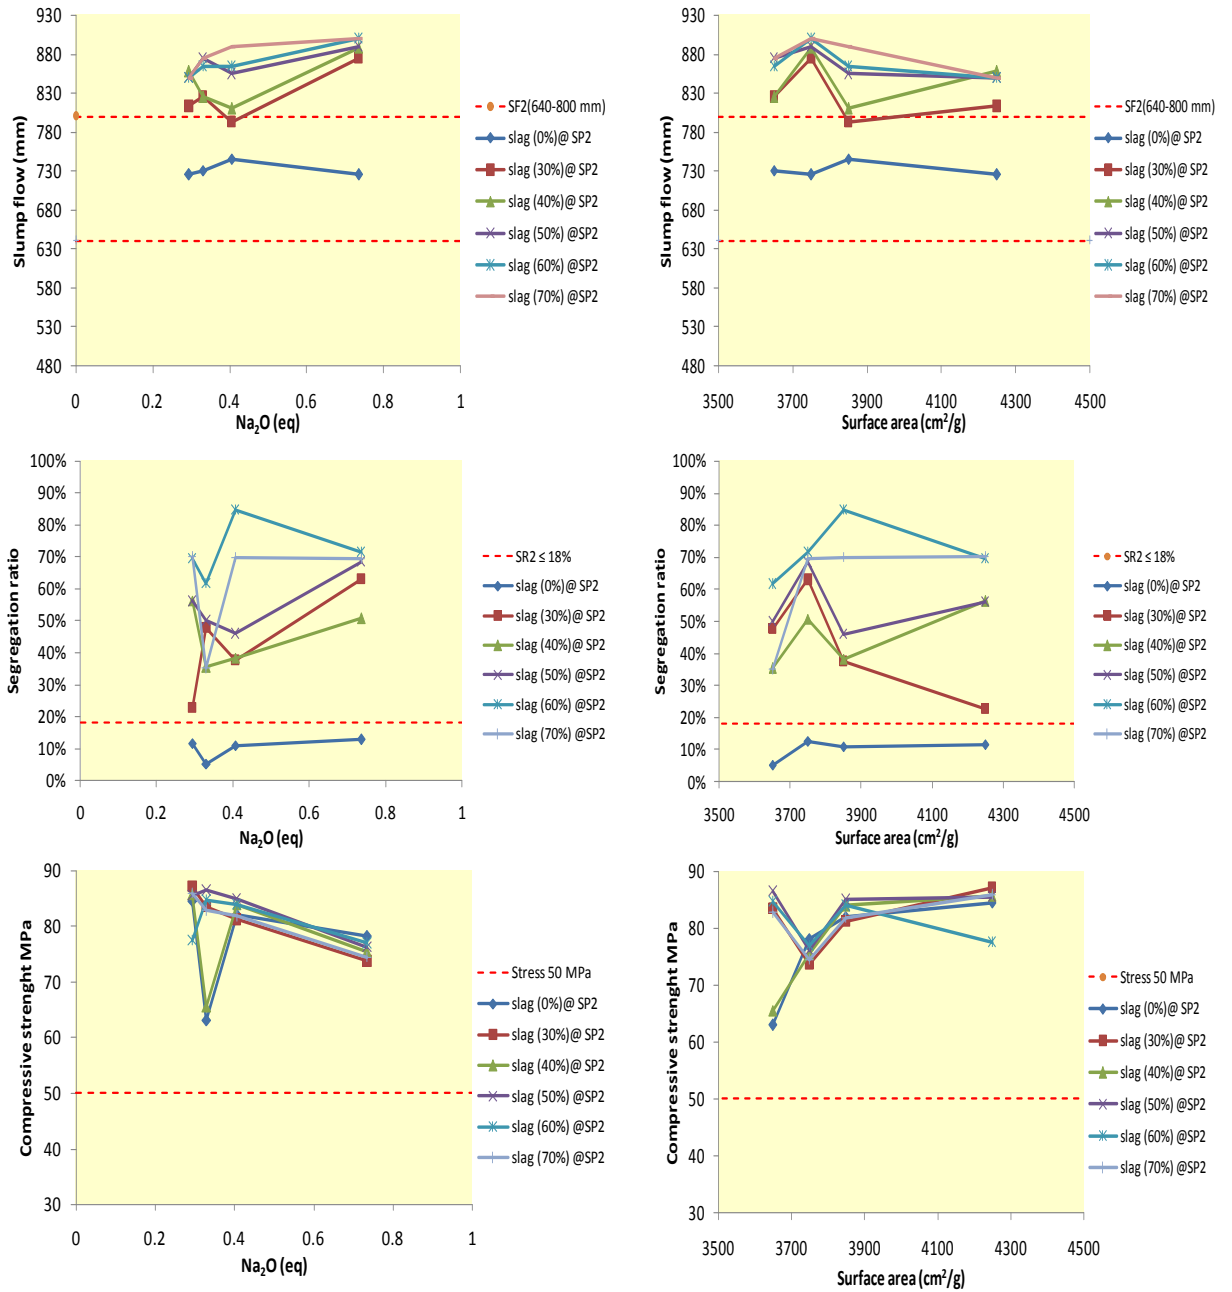 930
880
830
780
730
680
630
580
530
480
Slump flow (mm)
0
0.2
0.4
0.6
0.8
1
Na₂O (eq)
SF2(640-800 mm)
slag (0%)@ SP2
slag (30%)@ SP2
slag (40%)@ SP2
slag (50%) @SP2
slag (60%) @SP2
slag (70%) @SP2
930
880
830
780
730
680
630
580
530
480
Slump flow (mm)
3500
3700
3900
4100
4300
4500
Surface area (cm²/g)
SF2(640-800 mm)
slag (0%)@ SP2
slag (30%)@ SP2
slag (40%)@ SP2
slag (50%) @SP2
slag (60%) @SP2
slag (70%) @SP2
100%
90%
80%
70%
60%
50%
40%
30%
20%
10%
0%
Segregation ratio
0
0.2
0.4
0.6
0.8
1
Na₂O (eq)
SR2 ≤ 18%
slag (0%)@ SP2
slag (30%)@ SP2
slag (40%)@ SP2
slag (50%) @SP2
slag (60%) @SP2
slag (70%) @SP2
100%
90%
80%
70%
60%
50%
40%
30%
20%
10%
0%
Segregation ratio
3500
3700
3900
4100
4300
4500
Surface area (cm²/g)
SR2 ≤ 18%
slag (0%)@ SP2
slag (30%)@ SP2
slag (40%)@ SP2
slag (50%) @SP2
slag (60%) @SP2
slag (70%) @SP2
90
80
70
60
50
40
30
Compressive strenght MPa
0
0.2
0.4
0.6
0.8
1
Na₂O (eq)
Stress 50 MPa
slag (0%)@ SP2
slag (30%)@ SP2
slag (40%)@ SP2
slag (50%) @SP2
slag (60%) @SP2
slag (70%) @SP2
90
80
70
60
50
40
30
Compressive strenght MPa
3500
3700
3900
4100
4300
4500
Surface area (cm²/g)
Stress 50 MPa
slag (0%)@ SP2
slag (30%)@ SP2
slag (40%)@ SP2
slag (50%) @SP2
slag (60%) @SP2
slag (70%) @SP2